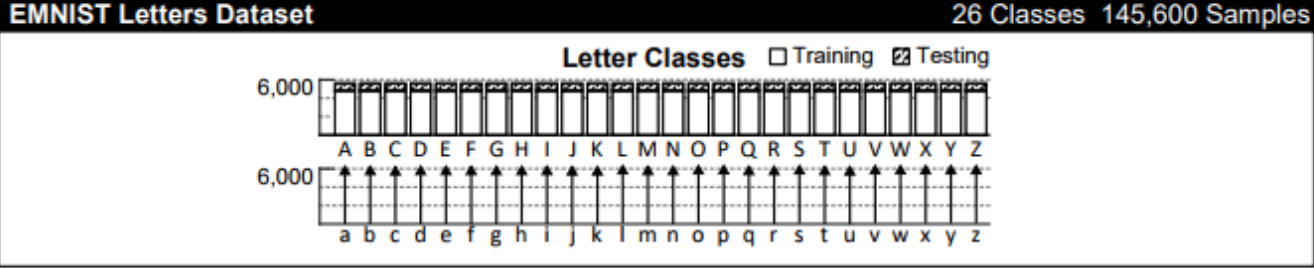 EMNIST Letters Dataset 26 Classes 145,600 Samples
Letter Classes Training Testing
6,000
A B C D E F G H I J K L M N O P Q R S T U V W X Y Z
6,000
a b c d e f g h i j k l m n o p q r s t u v w x y z